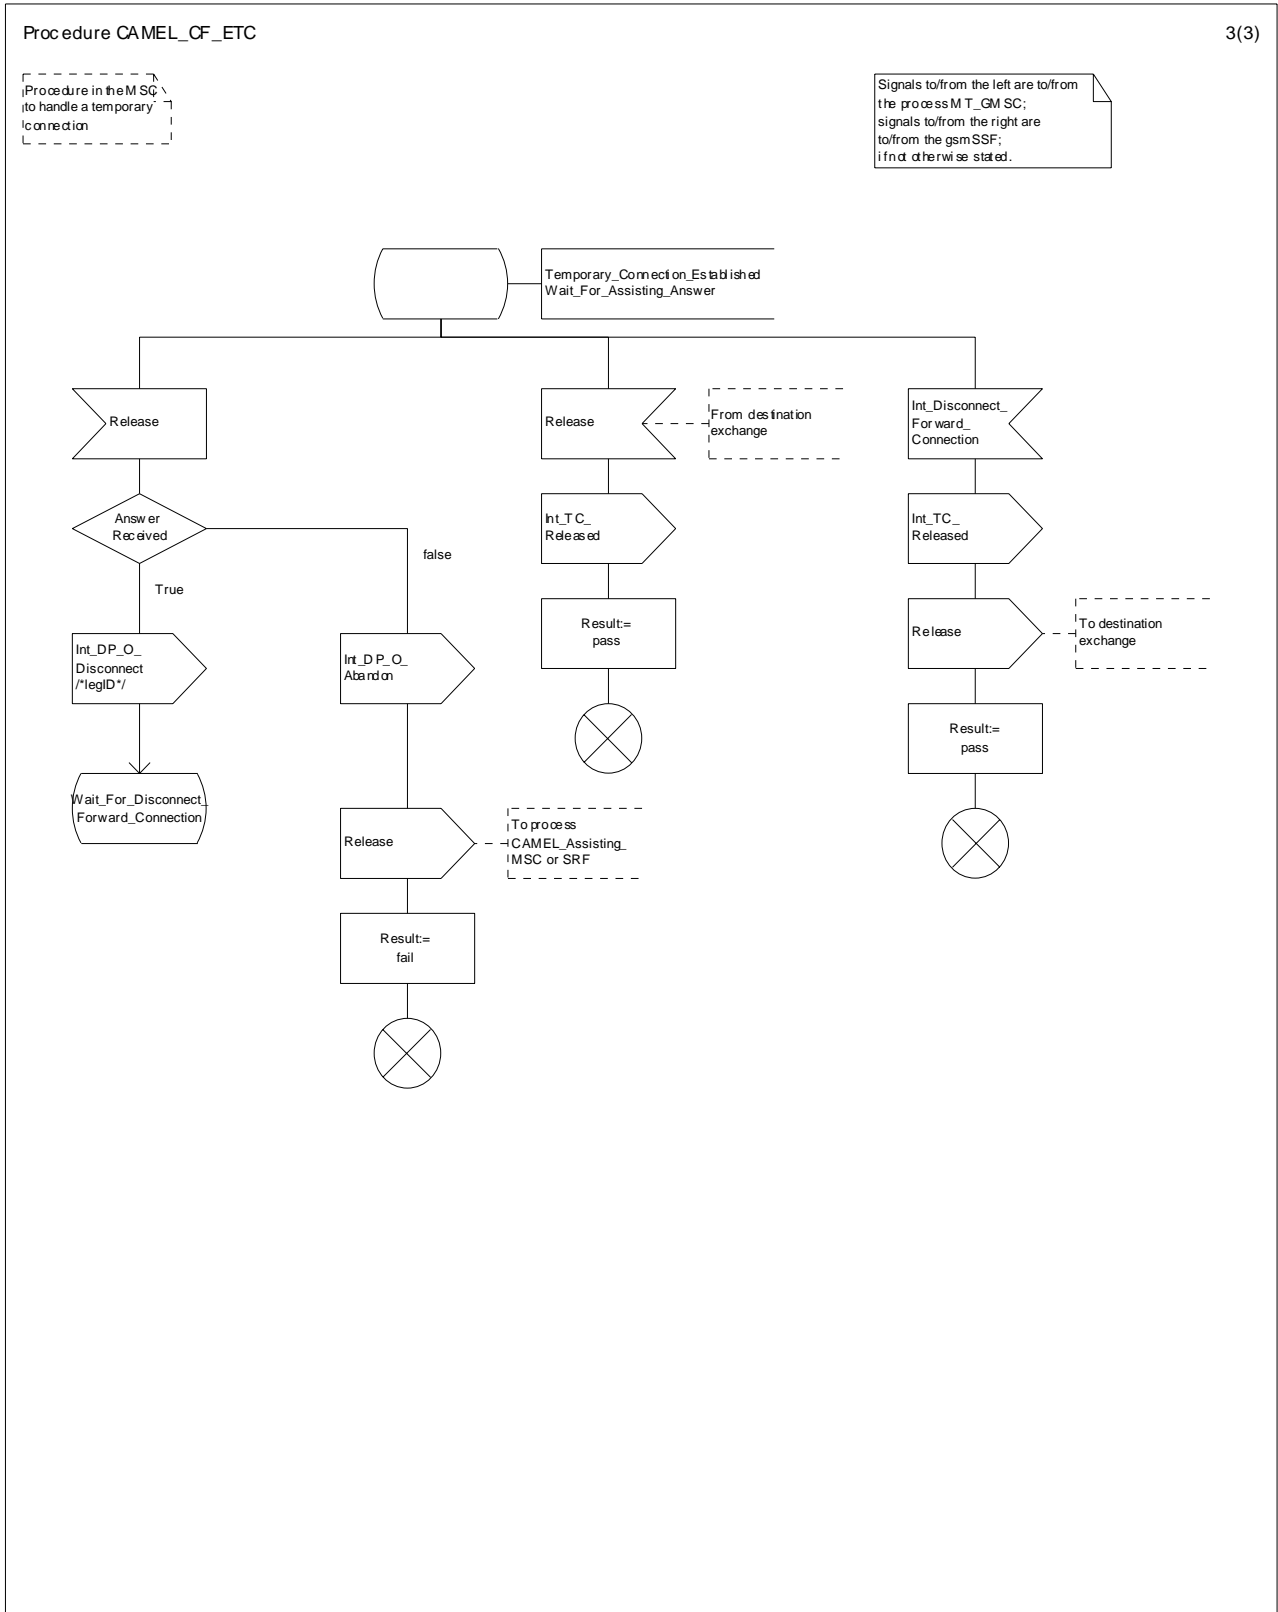 Procedure CAMEL_CF_ETC
3(3)
Procedure in the MSC
to handle a temporary
connection
Signals to/from the left are to/from
the process MT_GMSC;
signals to/from the right are
to/from the gsmSSF;
if not otherwise stated.
Temporary_Connection_Established
Wait_For_Assisting_Answer
Release
Release
From destination
exchange
Int_Disconnect_
Forward_
Connection
Answer
Received
false
True
Int_TC_
Released
Int_TC_
Released
Int_DP_O_
Disconnect
/*legID*/
Int_DP_O_
Abandon
Result:=
pass
Release
To destination
exchange
Result:=
pass
Wait_For_Disconnect_
Forward_Connection
Release
To process
CAMEL_Assisting_
MSC or SRF
Result:=
fail